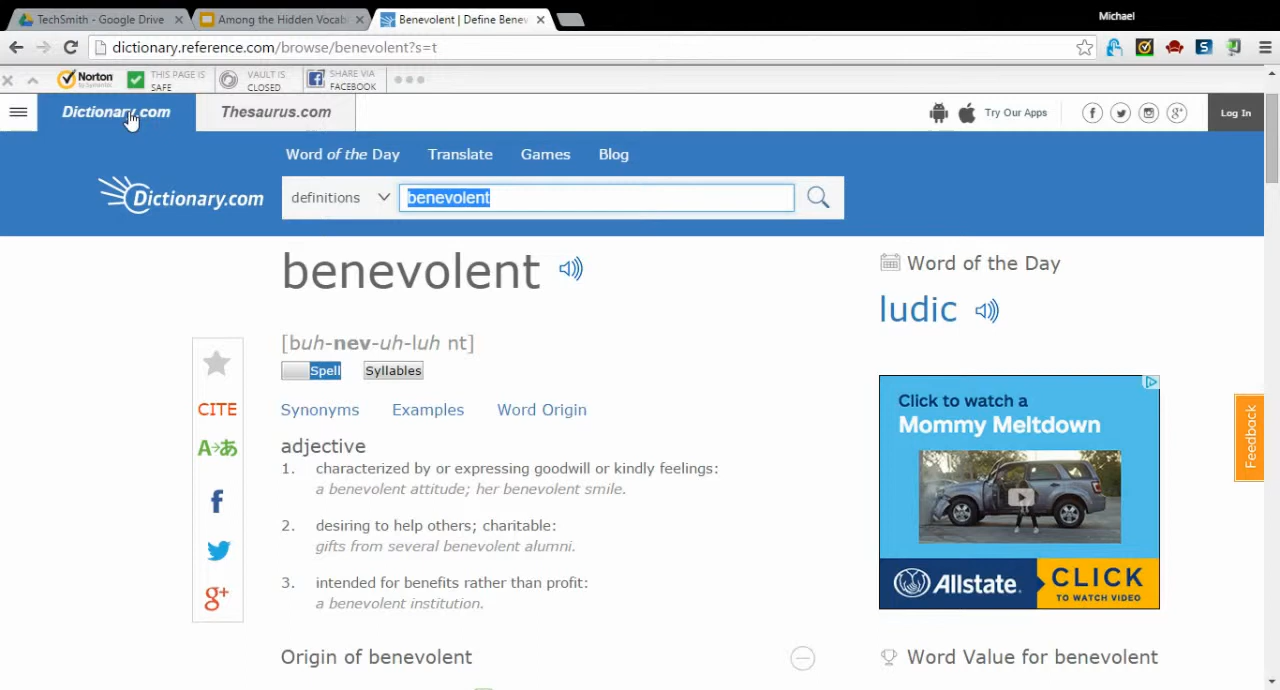 TechSmith - Google Drive
Among the Hidden Vocab
Benevolent | Define Benev
Michael
dictionary.reference.com/browse/benevolent?s=t
Norton
by Symantec
THIS PAGE IS
SAFE
VAULT IS
CLOSED
SHARE VIA
FACEBOOK
Dictionary.com
Thesaurus.com
Try Our Apps
Log In
Word of the Day
Translate
Games
Blog
Dictionary.com
definitions
benevolent
benevolent
Word of the Day
ludic
[buh-nev-uh-luh nt]
Spell
Syllables
CITE
A→あ
Synonyms
Examples
Word Origin
adjective
1. characterized by or expressing goodwill or kindly feelings:
a benevolent attitude; her benevolent smile.
2. desiring to help others; charitable:
gifts from several benevolent alumni.
3. intended for benefits rather than profit:
a benevolent institution.
Click to watch a
Mommy Meltdown
Allstate.
CLICK
TO WATCH VIDEO
Feedback
Origin of benevolent
Word Value for benevolent